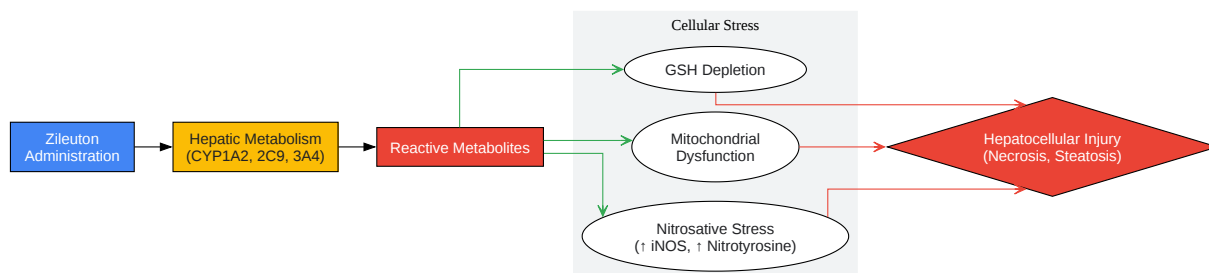 Cellular Stress
GSH Depletion
Zileuton
Administration
Hepatic Metabolism
(CYP1A2, 2C9, 3A4)
Reactive Metabolites
Mitochondrial
Dysfunction
Hepatocellular Injury
(Necrosis, Steatosis)
Nitrosative Stress
(↑ iNOS, ↑ Nitrotyrosine)